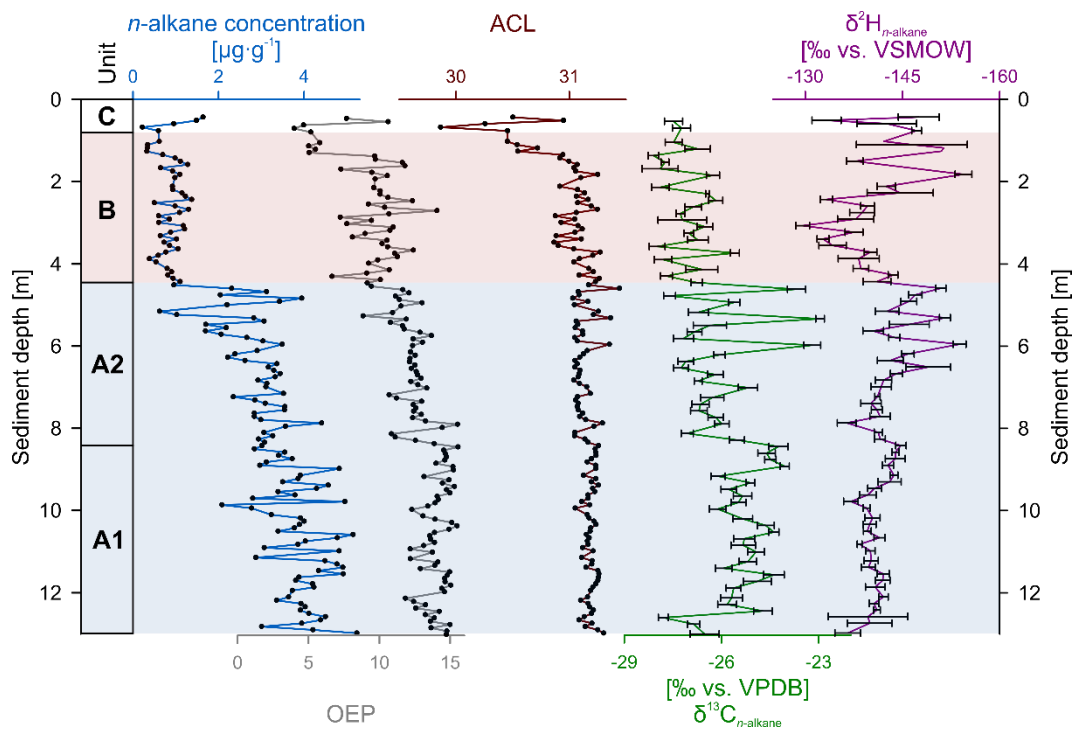 n-alkane concentration
[µg·g⁻¹]
ACL
δ²Hn-alkane
[‰ vs. VSMOW]
Unit
0 2 4
30 31
-130 -145 -160
0 C 0
2 B 2
4 4
6 A2 6
8 8
10 A1 10
12 12
Sediment depth [m]
Sediment depth [m]
0 5 10 15
OEP
-29 -26 -23
[‰ vs. VPDB]
δ¹³Cn-alkane